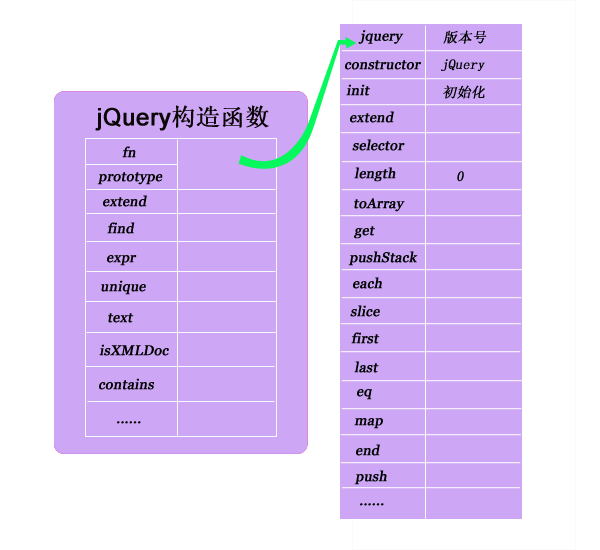 jQuery构造函数
fn
prototype
extend
find
expr
unique
text
isXMLDoc
contains
......
jquery 版本号
constructor jQuery
init 初始化
extend
selector
length 0
toArray
get
pushStack
each
slice
first
last
eq
map
end
push
......